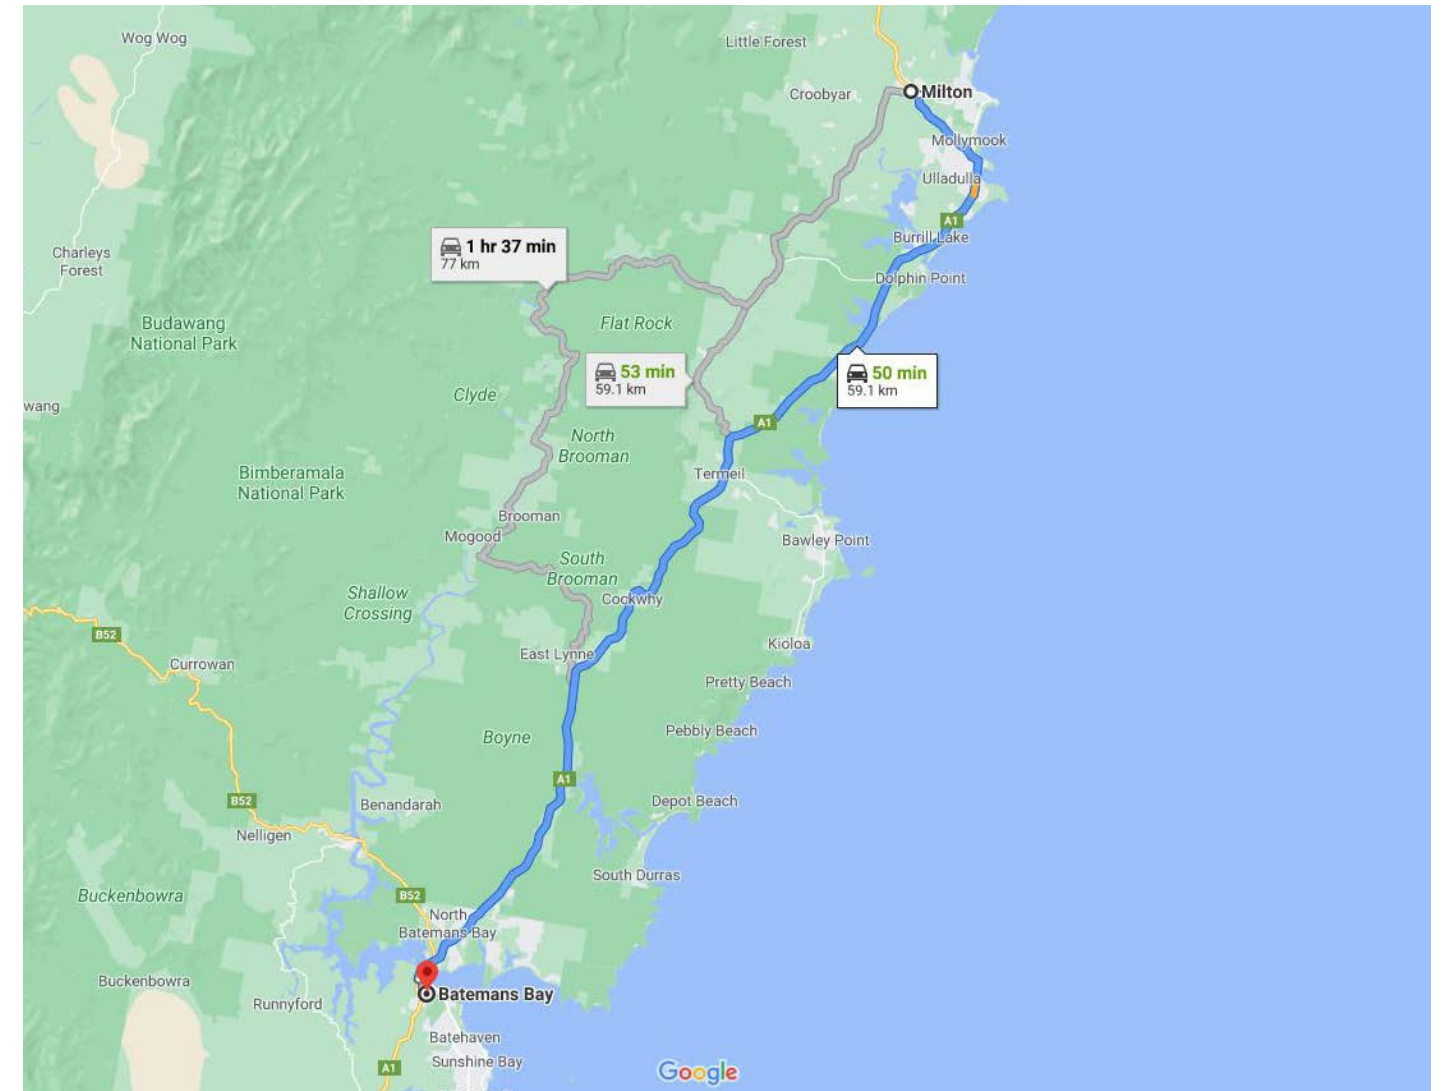 Wog Wog
Little Forest
Croobyar
Milton
Mollymook
Ulladulla
A1
Burrill Lake
Charleys
Forest
1 hr 37 min
77 km
Dolphin Point
Budawang
National Park
Flat Rock
53 min
59.1 km
50 min
59.1 km
Clyde
wang
A1
North
Brooman
Bimberamala
National Park
Termeil
Brooman
Mogood
Bawley Point
South
Brooman
Shallow
Crossing
Cockwhy
B52
Currowan
East Lynne
Kioloa
Pretty Beach
Boyne
Pebbly Beach
A1
B52
Benandarah
Depot Beach
Nelligen
South Durras
Buckenbowra
B52
North
Batemans Bay
Buckenbowra
Runnyford
Batemans Bay
Batehaven
Sunshine Bay
A1
Google